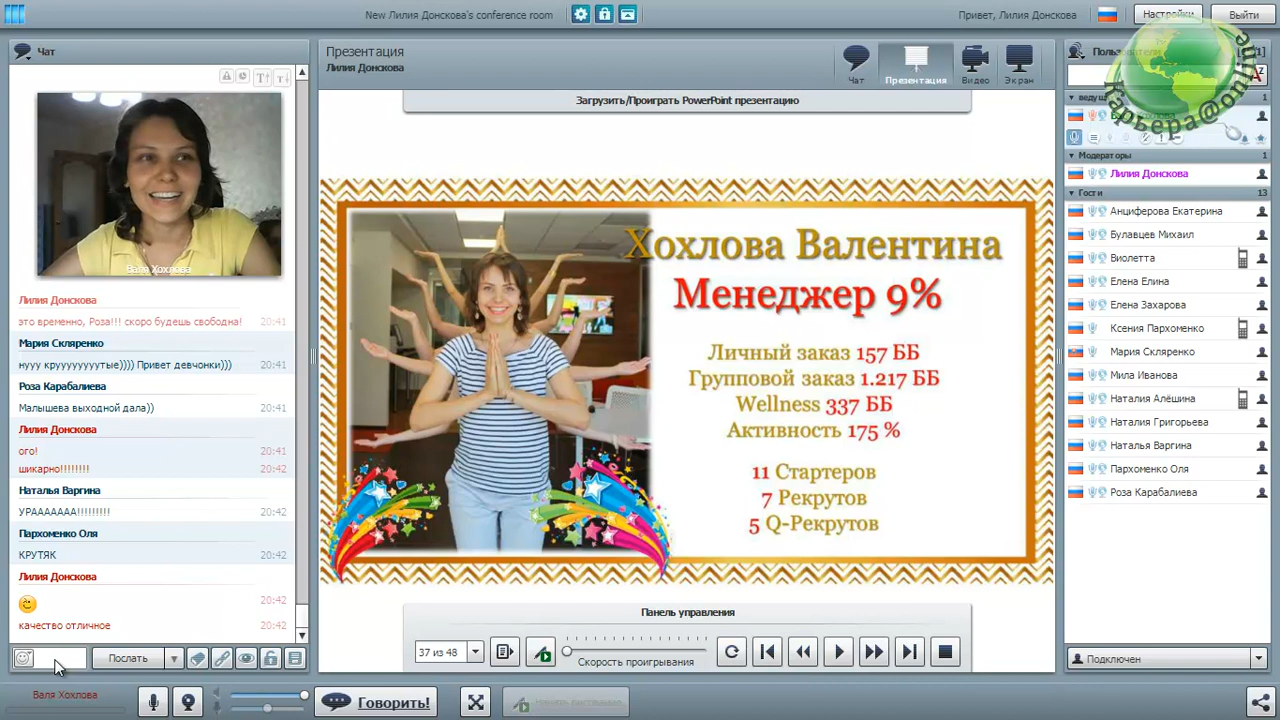 New Лилия Донскова's conference room
Привет, Лилия Донскова
Настройки
Выйти
Чат
Валя Хохлова
Лилия Донскова
это временно, Роза!!! скоро будешь свободна!
20:41
Мария Скляренко
нууу крууууууутые)))) Привет девчонки)))
20:41
Роза Карабалиева
Малышева выходной дала))
20:41
Лилия Донскова
ого!
20:41
шикарно!!!!!!!!
20:42
Наталья Варгина
УРААААААА!!!!!!!!!
20:42
Пархоменко Оля
КРУТЯК
20:42
Лилия Донскова
20:42
качество отличное
20:42
Послать
Презентация
Лилия Донскова
Чат
Презентация
Видео
Экран
Загрузить/Проиграть PowerPoint презентацию
Хохлова Валентина
Менеджер 9%
Личный заказ 157 ББ
Групповой заказ 1.217 ББ
Wellness 337 ББ
Активность 175 %
11 Стартеров
7 Рекрутов
5 Q-Рекрутов
Панель управления
37 из 48
Скорость проигрывания
карьера@online
1
Модераторы
1
Лилия Донскова
Гости
13
Анциферова Екатерина
Булавцев Михаил
Виолетта
Елена Елина
Елена Захарова
Ксения Пархоменко
Мария Скляренко
Мила Иванова
Наталия Алёшина
Наталия Григорьева
Наталья Варгина
Пархоменко Оля
Роза Карабалиева
Подключен
Валя Хохлова
Говорить!